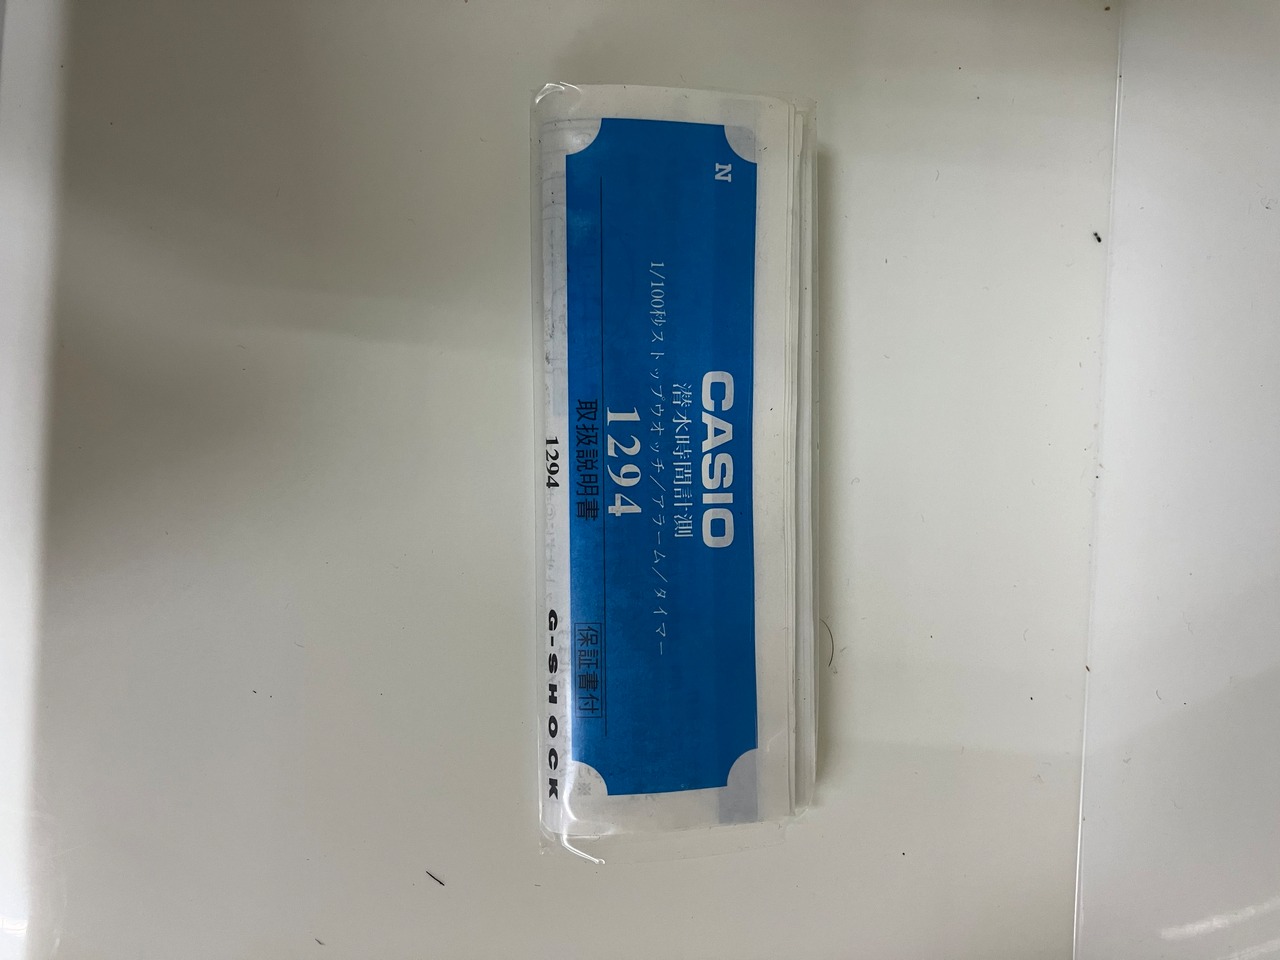 N
CASIO
潜水時間計測
1/100秒ストップウオッチ/アラーム/タイマー
1294
取扱説明書 保証書付
1294 G-SHOCK